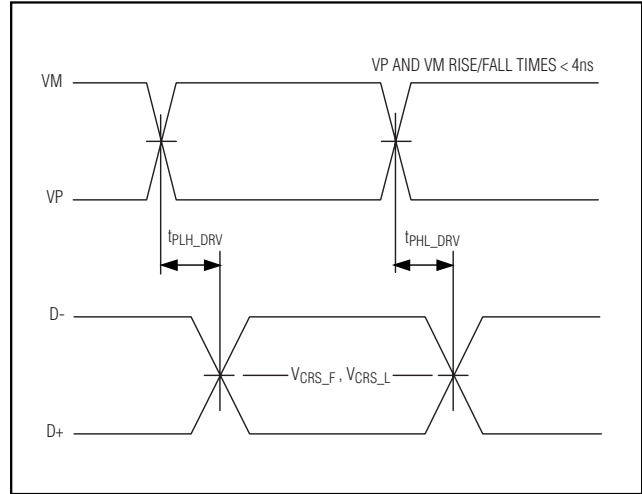 VP AND VM RISE/FALL TIMES < 4ns
VM
VP
tPLH_DRV
tPHL_DRV
D-
VCRS_F , VCRS_L
D+